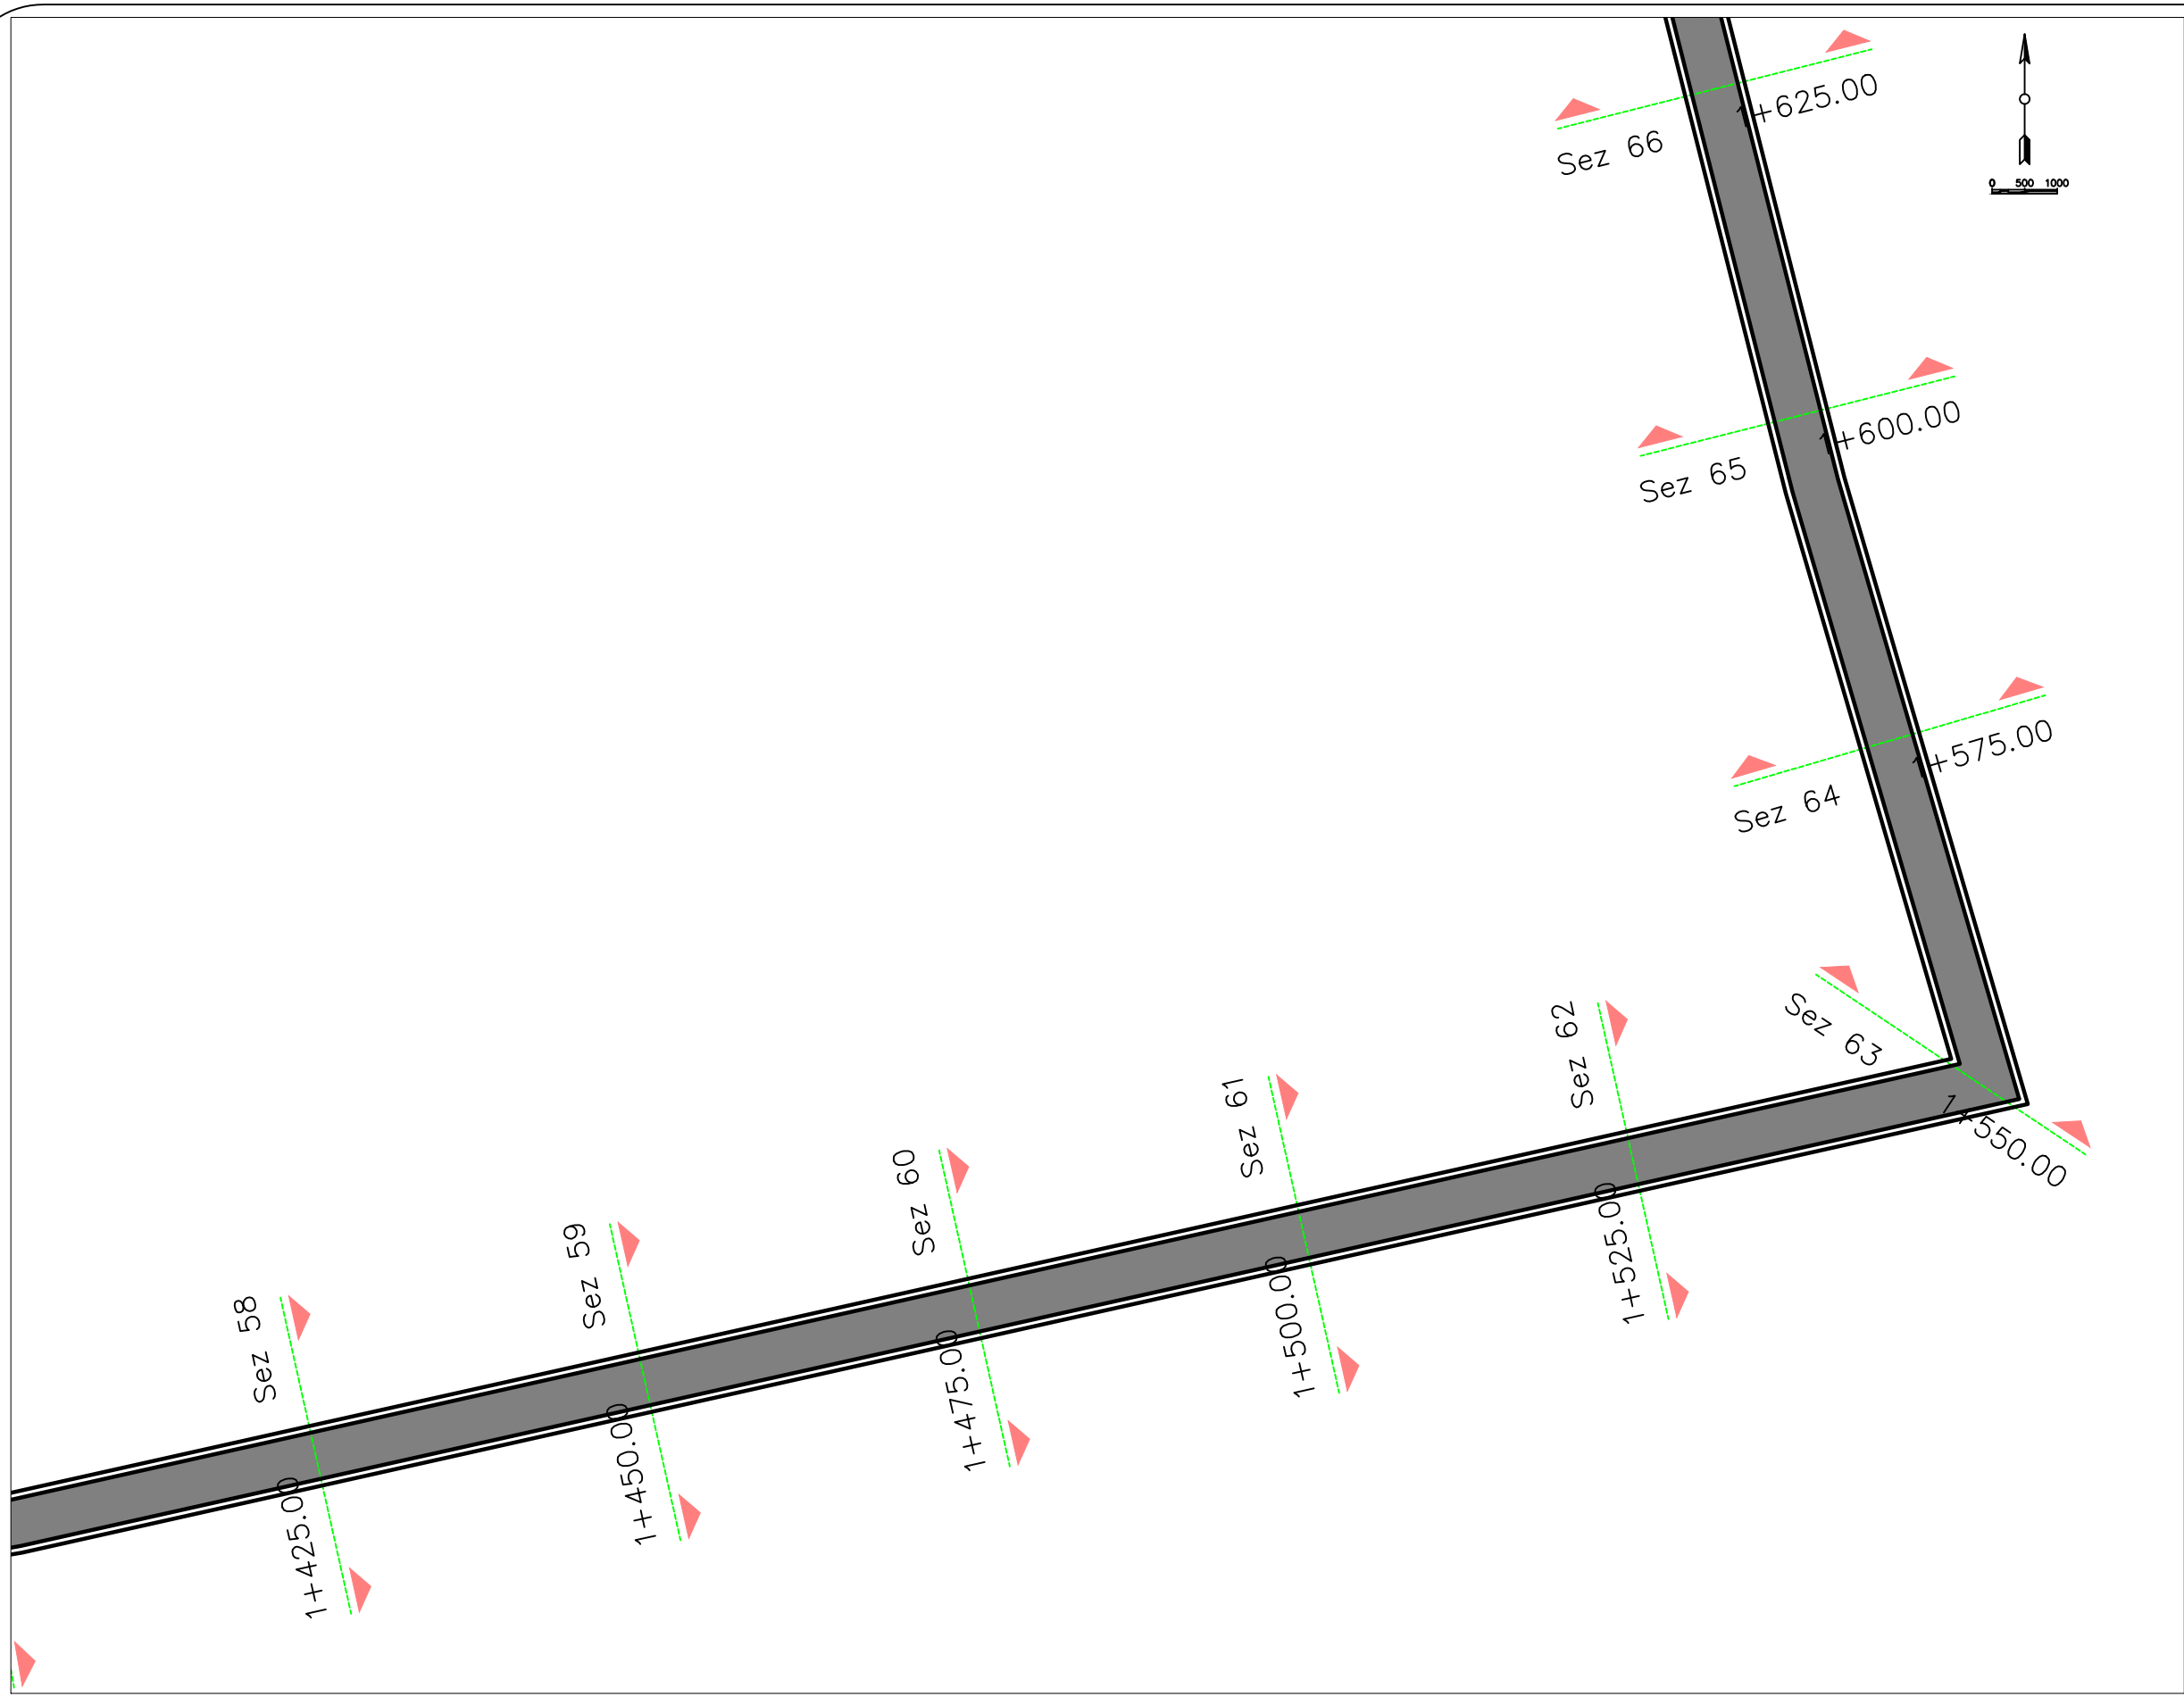 1+625.00
Sez 66
0 500 1000
1+600.00
Sez 65
1+575.00
Sez 64
Sez 63
1+550.00
Sez 62
1+525.00
Sez 61
1+500.00
Sez 60
1+475.00
Sez 59
1+450.00
Sez 58
1+425.00